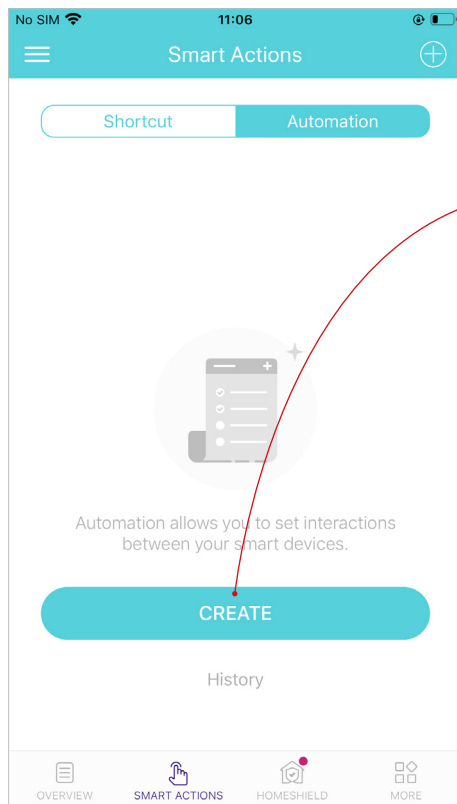 No SIM 11:06
Smart Actions
Shortcut Automation
Automation allows you to set interactions
between your smart devices.
CREATE
History
OVERVIEW SMART ACTIONS HOMESHIELD MORE